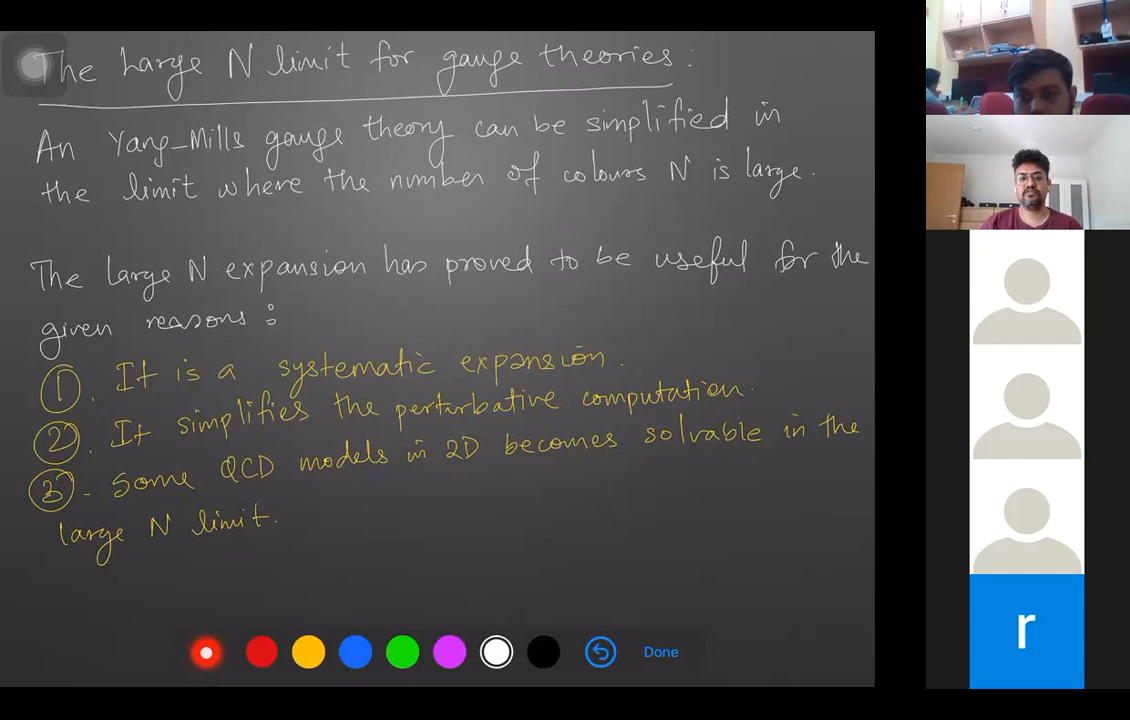 The Large N limit for gauge theories:
An Yang-Mills gauge theory can be simplified in
the limit where the number of colours N is large.
The large N expansion has proved to be useful for the
given reasons:
1. It is a systematic expansion.
2. It simplifies the perturbative computation.
3. Some QCD models in 2D becomes solvable in the
large N limit.
Done
r